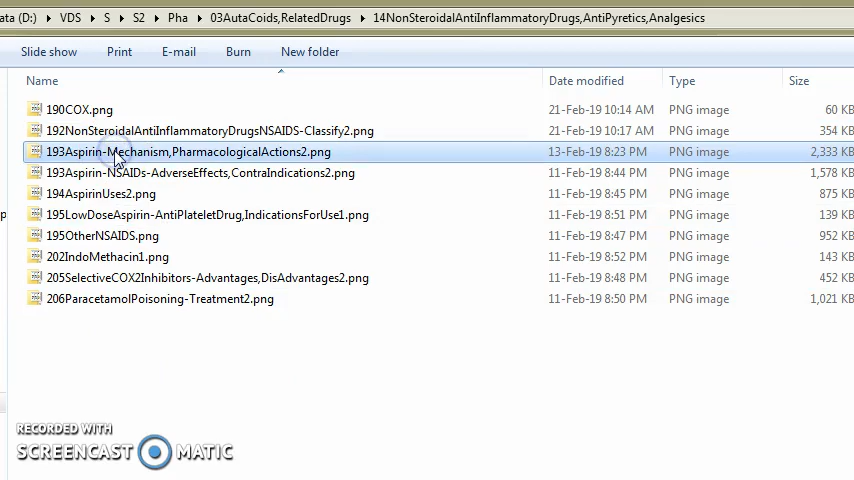 ata (D:) ▸ VDS ▸ S ▸ S2 ▸ Pha ▸ 03AutaCoids,RelatedDrugs ▸ 14NonSteroidalAntiInflammatoryDrugs,AntiPyretics,Analgesics
Slide show Print E-mail Burn New folder
Name Date modified Type Size
190COX.png 21-Feb-19 10:14 AM PNG image 60 KB
192NonSteroidalAntiInflammatoryDrugsNSAIDS-Classify2.png 21-Feb-19 10:17 AM PNG image 354 KB
193Aspirin-Mechanism,PharmacologicalActions2.png 13-Feb-19 8:23 PM PNG image 2,333 KB
193Aspirin-NSAIDs-AdverseEffects,ContraIndications2.png 11-Feb-19 8:44 PM PNG image 1,578 KB
194AspirinUses2.png 11-Feb-19 8:45 PM PNG image 875 KB
195LowDoseAspirin-AntiPlateletDrug,IndicationsForUse1.png 11-Feb-19 8:51 PM PNG image 139 KB
195OtherNSAIDS.png 11-Feb-19 8:47 PM PNG image 952 KB
202IndoMethacin1.png 11-Feb-19 8:52 PM PNG image 143 KB
205SelectiveCOX2Inhibitors-Advantages,DisAdvantages2.png 11-Feb-19 8:48 PM PNG image 452 KB
206ParacetamolPoisoning-Treatment2.png 11-Feb-19 8:50 PM PNG image 1,021 KB
RECORDED WITH
SCREENCAST MATIC